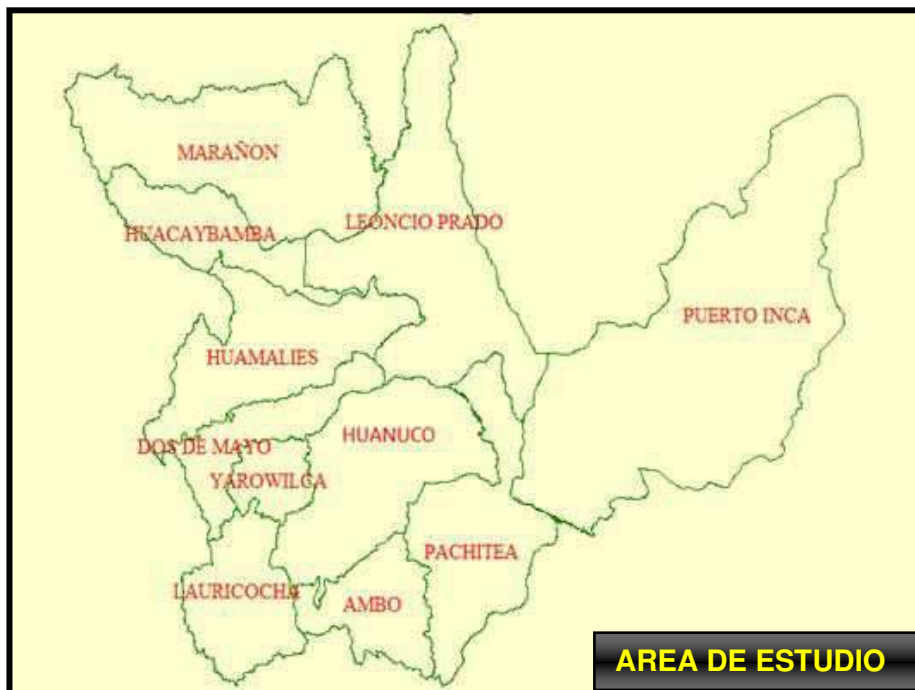 MARAÑON
LEONCIO PRADO
HUACAYBAMBA
PUERTO INCA
HUAMALIES
HUANUCO
DOS DE MAYO
YAROWILCA
PACHITEA
LAURICOCHA
AMBO
AREA DE ESTUDIO